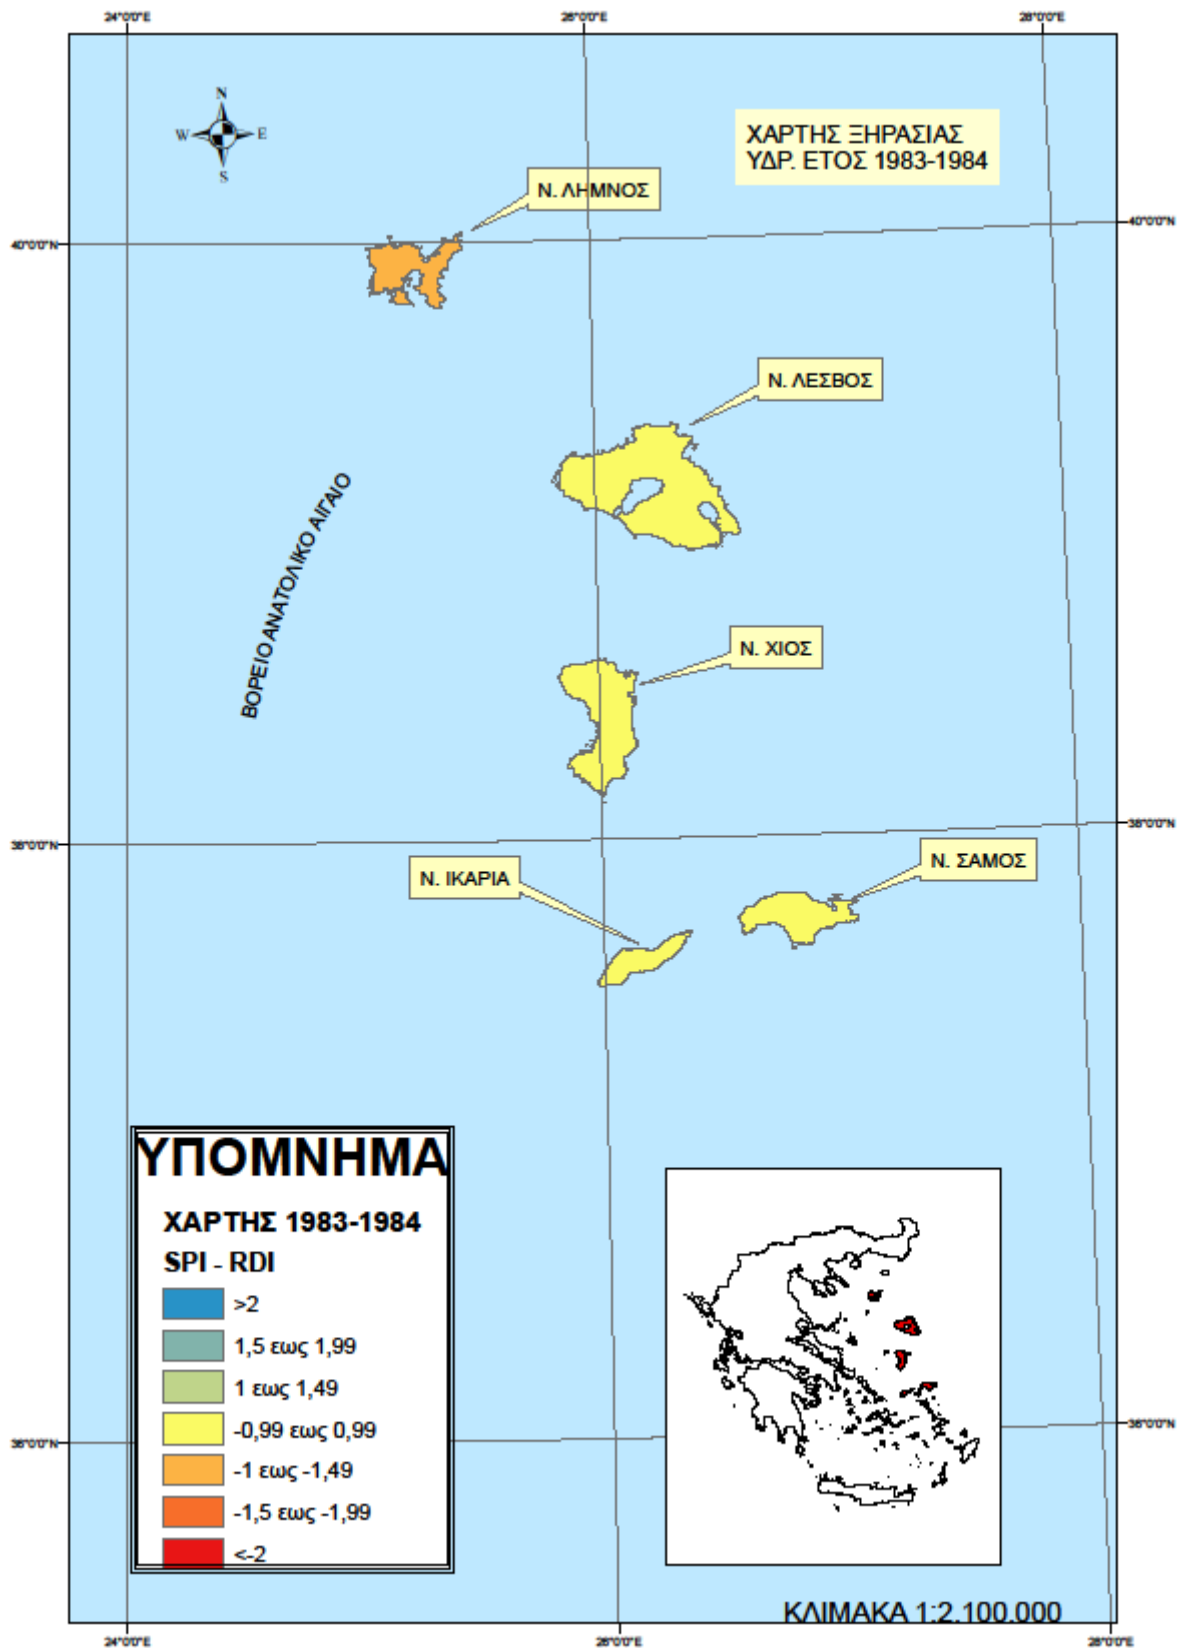 24°0'0"E
26°0'0"E
28°0'0"E
N
W
E
S
ΧΑΡΤΗΣ ΞΗΡΑΣΙΑΣ
ΥΔΡ. ΕΤΟΣ 1983-1984
Ν. ΛΗΜΝΟΣ
40°0'0"N
40°0'0"N
Ν. ΛΕΣΒΟΣ
ΒΟΡΕΙΟ ΑΝΑΤΟΛΙΚΟ ΑΙΓΑΙΟ
Ν. ΧΙΟΣ
38°0'0"N
38°0'0"N
Ν. ΙΚΑΡΙΑ
Ν. ΣΑΜΟΣ
ΥΠΟΜΝΗΜΑ
ΧΑΡΤΗΣ 1983-1984
SPI - RDI
>2
1,5 εως 1,99
1 εως 1,49
-0,99 εως 0,99
-1 εως -1,49
-1,5 εως -1,99
<-2
36°0'0"N
36°0'0"N
ΚΛΙΜΑΚΑ 1:2.100.000
24°0'0"E
26°0'0"E
28°0'0"E